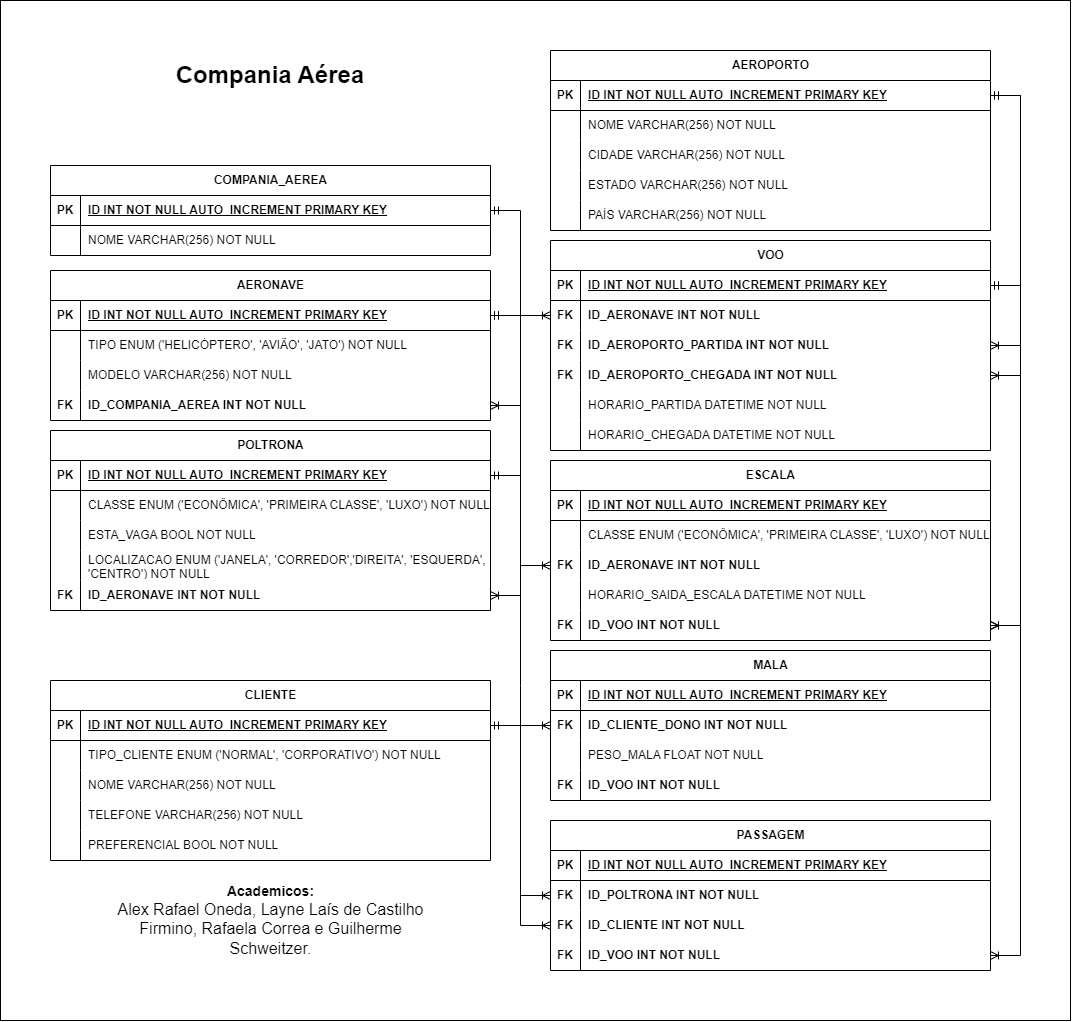 Compania Aérea
COMPANIA_AEREA
PK ID INT NOT NULL AUTO_INCREMENT PRIMARY KEY
NOME VARCHAR(256) NOT NULL
AERONAVE
PK ID INT NOT NULL AUTO_INCREMENT PRIMARY KEY
TIPO ENUM ('HELICÓPTERO', 'AVIÃO', 'JATO') NOT NULL
MODELO VARCHAR(256) NOT NULL
FK ID_COMPANIA_AEREA INT NOT NULL
POLTRONA
PK ID INT NOT NULL AUTO_INCREMENT PRIMARY KEY
CLASSE ENUM ('ECONÔMICA', 'PRIMEIRA CLASSE', 'LUXO') NOT NULL
ESTA_VAGA BOOL NOT NULL
LOCALIZACAO ENUM ('JANELA', 'CORREDOR','DIREITA', 'ESQUERDA',
'CENTRO') NOT NULL
FK ID_AERONAVE INT NOT NULL
CLIENTE
PK ID INT NOT NULL AUTO_INCREMENT PRIMARY KEY
TIPO_CLIENTE ENUM ('NORMAL', 'CORPORATIVO') NOT NULL
NOME VARCHAR(256) NOT NULL
TELEFONE VARCHAR(256) NOT NULL
PREFERENCIAL BOOL NOT NULL
Academicos:
Alex Rafael Oneda, Layne Laís de Castilho
Firmino, Rafaela Correa e Guilherme
Schweitzer.
AEROPORTO
PK ID INT NOT NULL AUTO_INCREMENT PRIMARY KEY
NOME VARCHAR(256) NOT NULL
CIDADE VARCHAR(256) NOT NULL
ESTADO VARCHAR(256) NOT NULL
PAÍS VARCHAR(256) NOT NULL
VOO
PK ID INT NOT NULL AUTO_INCREMENT PRIMARY KEY
FK ID_AERONAVE INT NOT NULL
FK ID_AEROPORTO_PARTIDA INT NOT NULL
FK ID_AEROPORTO_CHEGADA INT NOT NULL
HORARIO_PARTIDA DATETIME NOT NULL
HORARIO_CHEGADA DATETIME NOT NULL
ESCALA
PK ID INT NOT NULL AUTO_INCREMENT PRIMARY KEY
CLASSE ENUM ('ECONÔMICA', 'PRIMEIRA CLASSE', 'LUXO') NOT NULL
FK ID_AERONAVE INT NOT NULL
HORARIO_SAIDA_ESCALA DATETIME NOT NULL
FK ID_VOO INT NOT NULL
MALA
PK ID INT NOT NULL AUTO_INCREMENT PRIMARY KEY
FK ID_CLIENTE_DONO INT NOT NULL
PESO_MALA FLOAT NOT NULL
FK ID_VOO INT NOT NULL
PASSAGEM
PK ID INT NOT NULL AUTO_INCREMENT PRIMARY KEY
FK ID_POLTRONA INT NOT NULL
FK ID_CLIENTE INT NOT NULL
FK ID_VOO INT NOT NULL